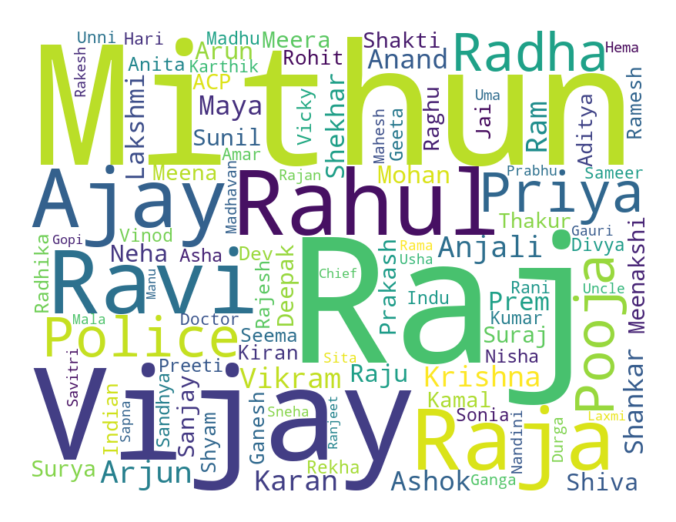 Mithun
Raj
Vijay
Rahul
Ravi
Ajay
Raja
Priya
Police
Radha
Pooja
Unni
Hari
Madhu
Meera
Shakti
Hema
Rakesh
Anita
Arun
Karthik
ACP
Rohit
Anand
Lakshmi
Maya
Sunil
Vicky
Shekhar
Mahesh
Geeta
Raghu
Uma
Jai
Ram
Aditya
Ramesh
Amar
Meena
Madhavan
Rajan
Mohan
Prabhu
Sameer
Thakur
Gauri
Divya
Radhika
Gopi
Vinod
Neha
Asha
Dev
Rajesh
Deepak
Chief
Prakash
Rama
Usha
Anjali
Indu
Rani
Prem
Kumar
Suraj
Uncle
Meenakshi
Manu
Mala
Doctor
Seema
Kiran
Sita
Nisha
Savitri
Preeti
Vikram
Raju
Krishna
Kamal
Shankar
Indian
Sapna
Sandhya
Sanjay
Shyam
Ganesh
Sneha
Ranjeet
Sonia
Nandini
Durga
Laxmi
Surya
Arjun
Karan
Rekha
Ashok
Ganga
Shiva